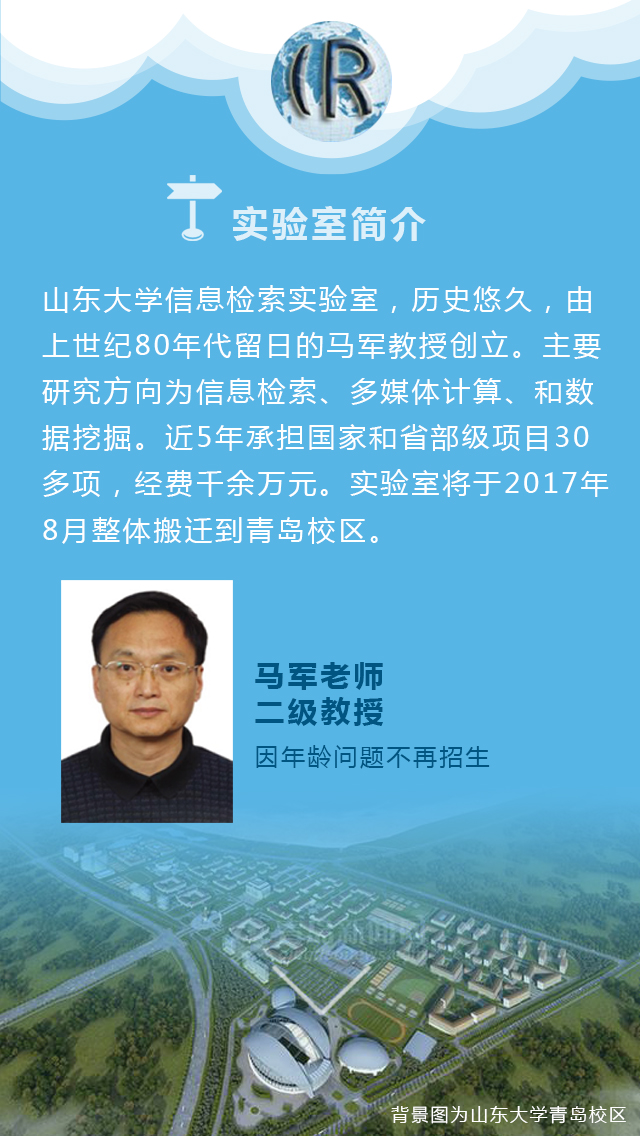 IR
实验室简介
山东大学信息检索实验室，历史悠久，由
上世纪80年代留日的马军教授创立。主要
研究方向为信息检索、多媒体计算、和数
据挖掘。近5年承担国家和省部级项目30
多项，经费千余万元。实验室将于2017年
8月整体搬迁到青岛校区。
马军老师
二级教授
因年龄问题不再招生
背景图为山东大学青岛校区